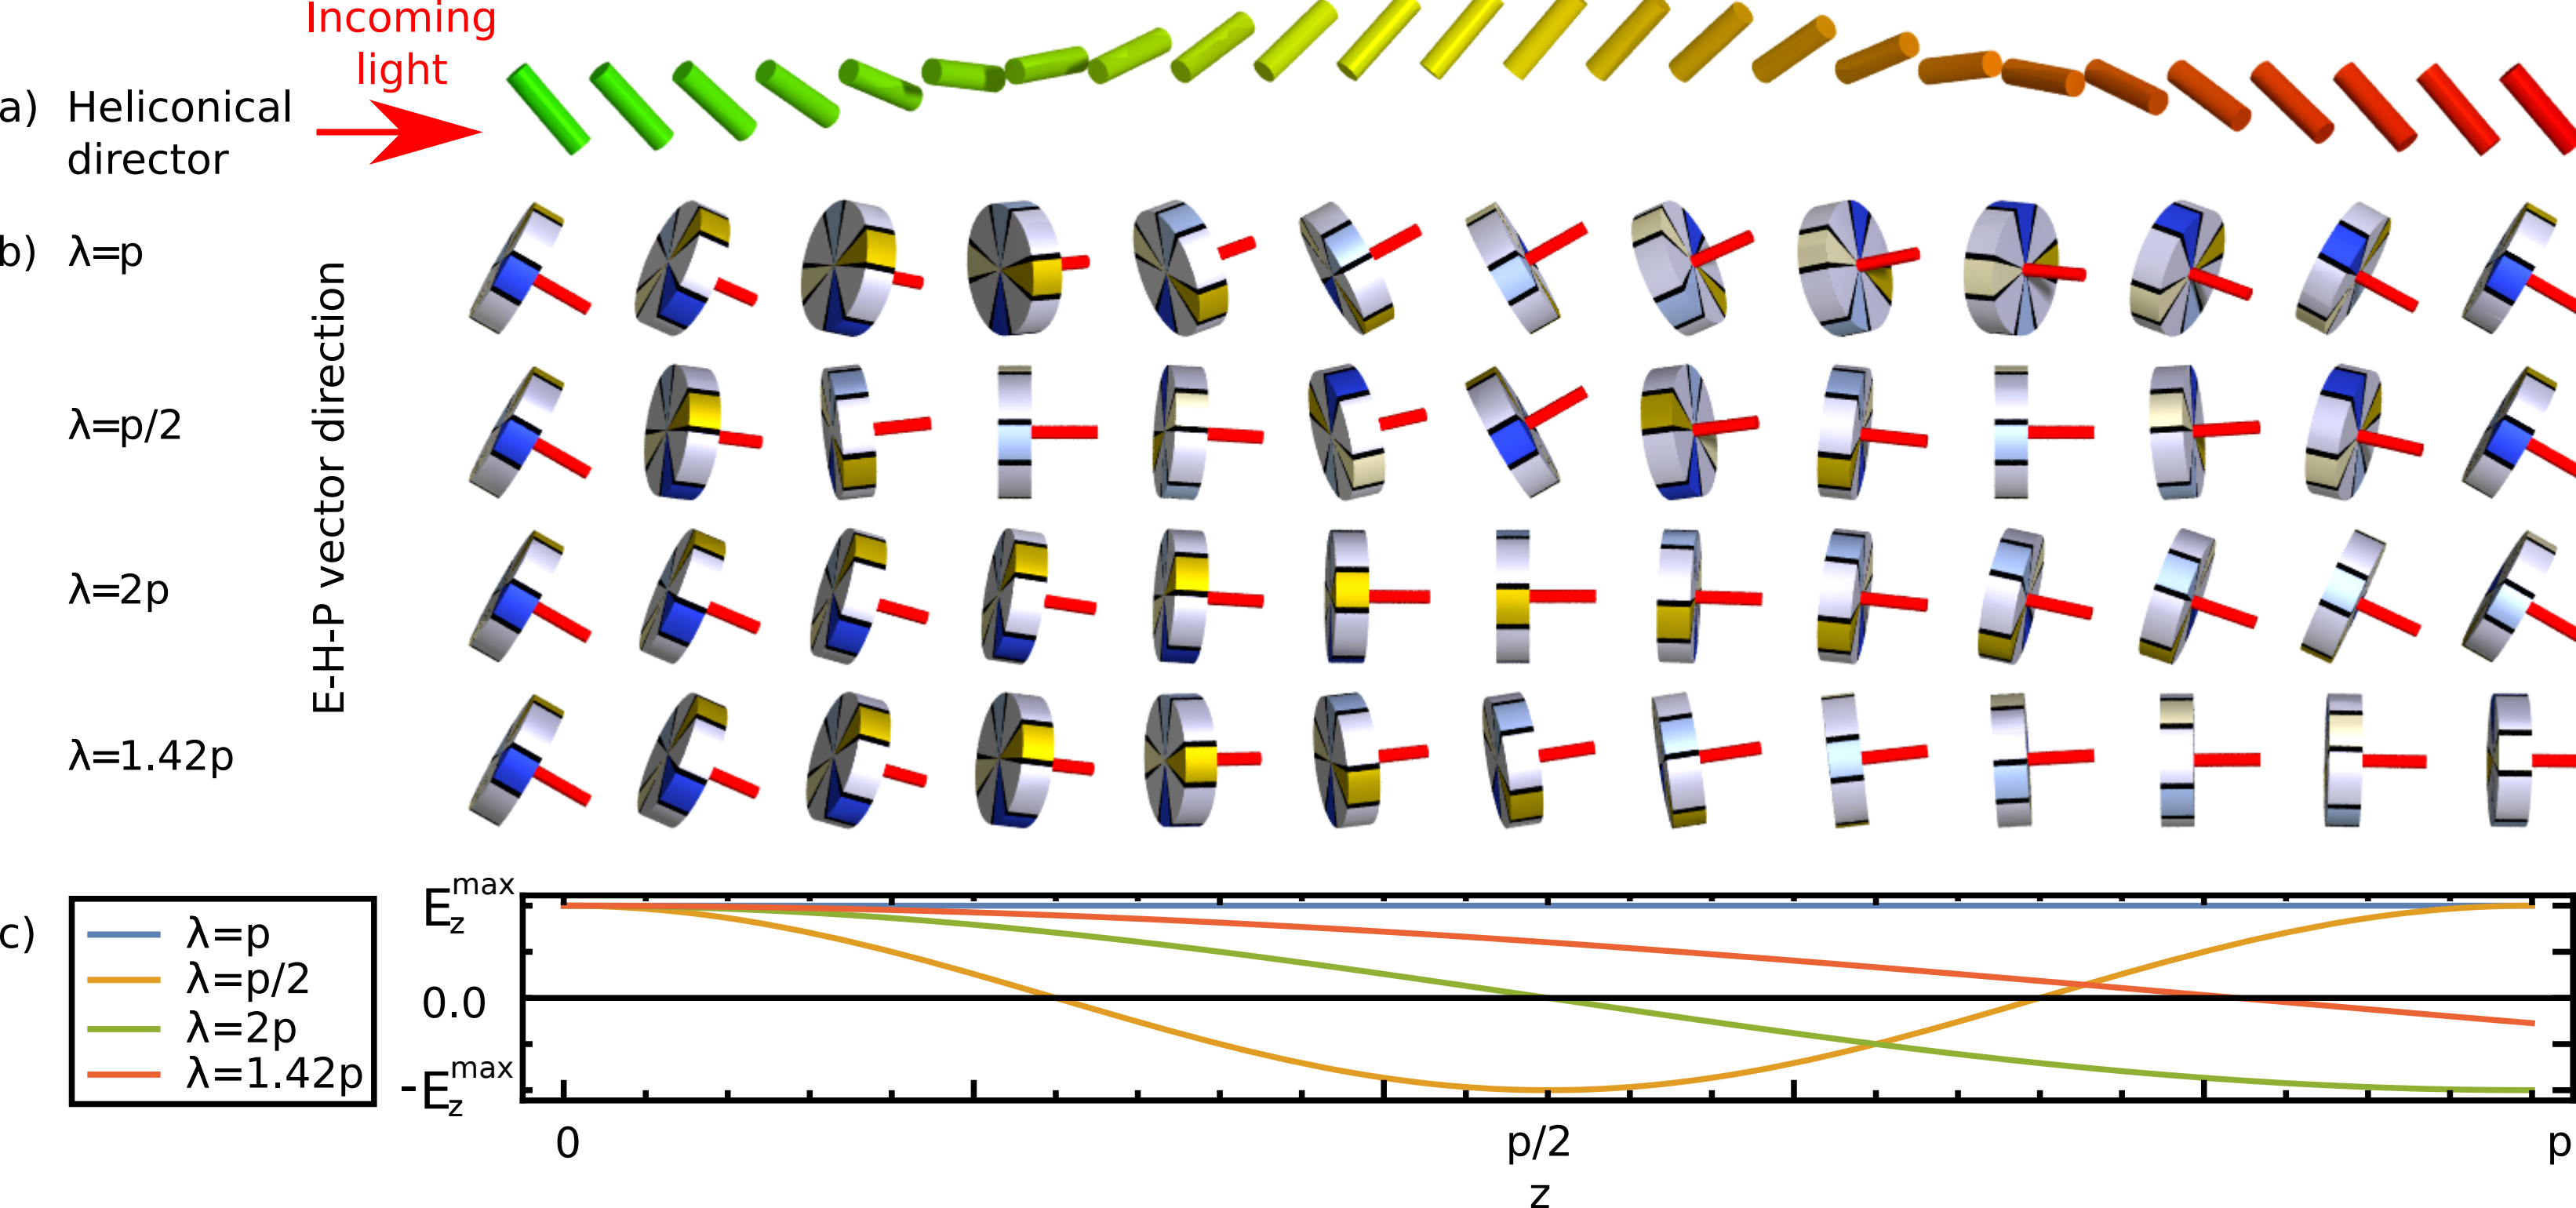 Incoming
light
a) Heliconical
director
b) λ=p
λ=p/2
λ=2p
λ=1.42p
E-H-P vector direction
c)
λ=p
λ=p/2
λ=2p
λ=1.42p
E_z^max
0.0
-E_z^max
0 p/2 p
z